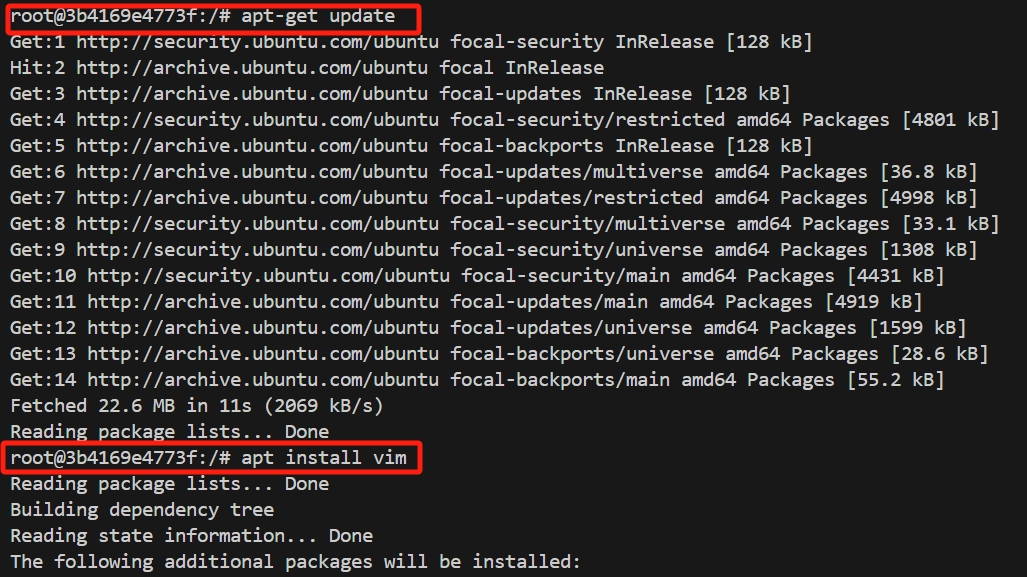 root@3b4169e4773f:/# apt-get update
Get:1 http://security.ubuntu.com/ubuntu focal-security InRelease [128 kB]
Hit:2 http://archive.ubuntu.com/ubuntu focal InRelease
Get:3 http://archive.ubuntu.com/ubuntu focal-updates InRelease [128 kB]
Get:4 http://security.ubuntu.com/ubuntu focal-security/restricted amd64 Packages [4801 kB]
Get:5 http://archive.ubuntu.com/ubuntu focal-backports InRelease [128 kB]
Get:6 http://archive.ubuntu.com/ubuntu focal-updates/multiverse amd64 Packages [36.8 kB]
Get:7 http://archive.ubuntu.com/ubuntu focal-updates/restricted amd64 Packages [4998 kB]
Get:8 http://security.ubuntu.com/ubuntu focal-security/multiverse amd64 Packages [33.1 kB]
Get:9 http://security.ubuntu.com/ubuntu focal-security/universe amd64 Packages [1308 kB]
Get:10 http://security.ubuntu.com/ubuntu focal-security/main amd64 Packages [4431 kB]
Get:11 http://archive.ubuntu.com/ubuntu focal-updates/main amd64 Packages [4919 kB]
Get:12 http://archive.ubuntu.com/ubuntu focal-updates/universe amd64 Packages [1599 kB]
Get:13 http://archive.ubuntu.com/ubuntu focal-backports/universe amd64 Packages [28.6 kB]
Get:14 http://archive.ubuntu.com/ubuntu focal-backports/main amd64 Packages [55.2 kB]
Fetched 22.6 MB in 11s (2069 kB/s)
Reading package lists... Done
root@3b4169e4773f:/# apt install vim
Reading package lists... Done
Building dependency tree
Reading state information... Done
The following additional packages will be installed: